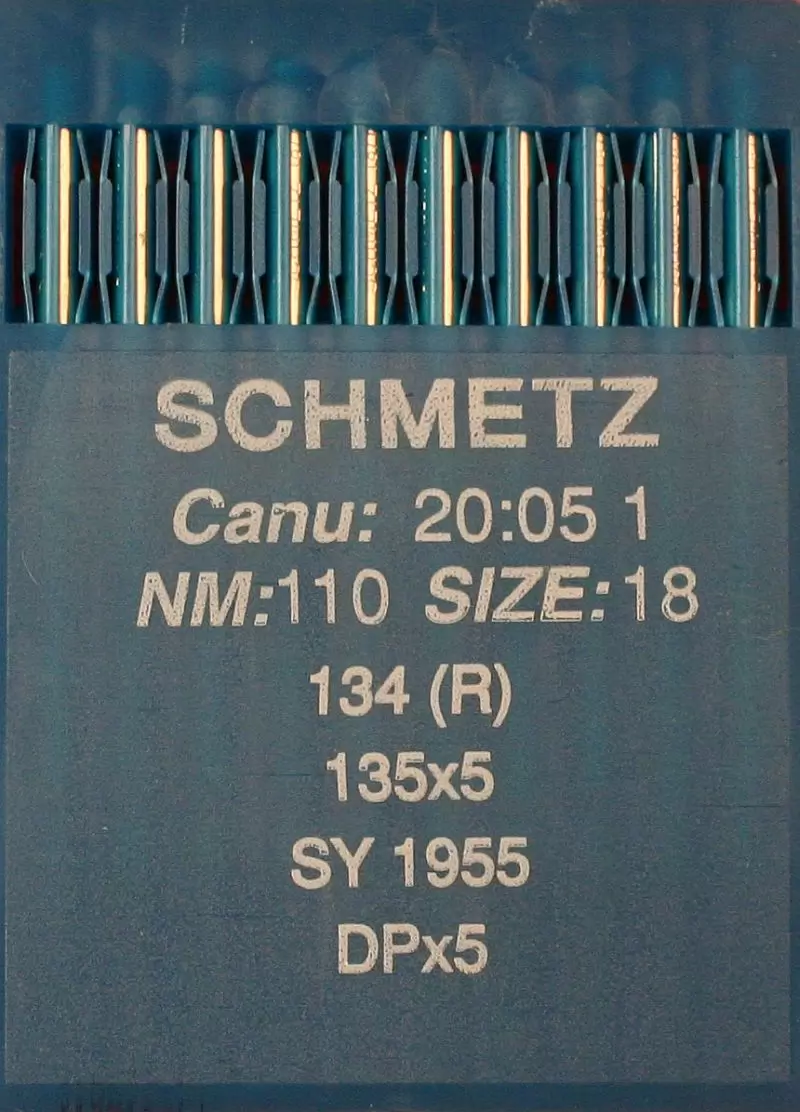 SCHMETZ
Canu: 20:05 1
NM:110 SIZE:18
134 (R)
135x5
SY 1955
DPx5